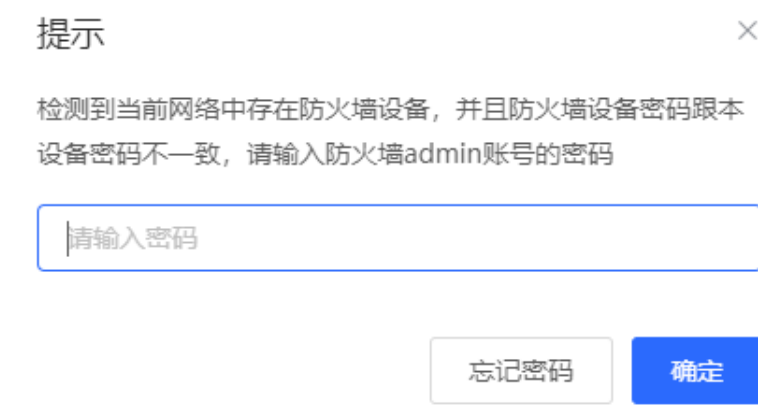 提示
检测到当前网络中存在防火墙设备，并且防火墙设备密码跟本
设备密码不一致，请输入防火墙admin账号的密码
请输入密码
忘记密码 确定